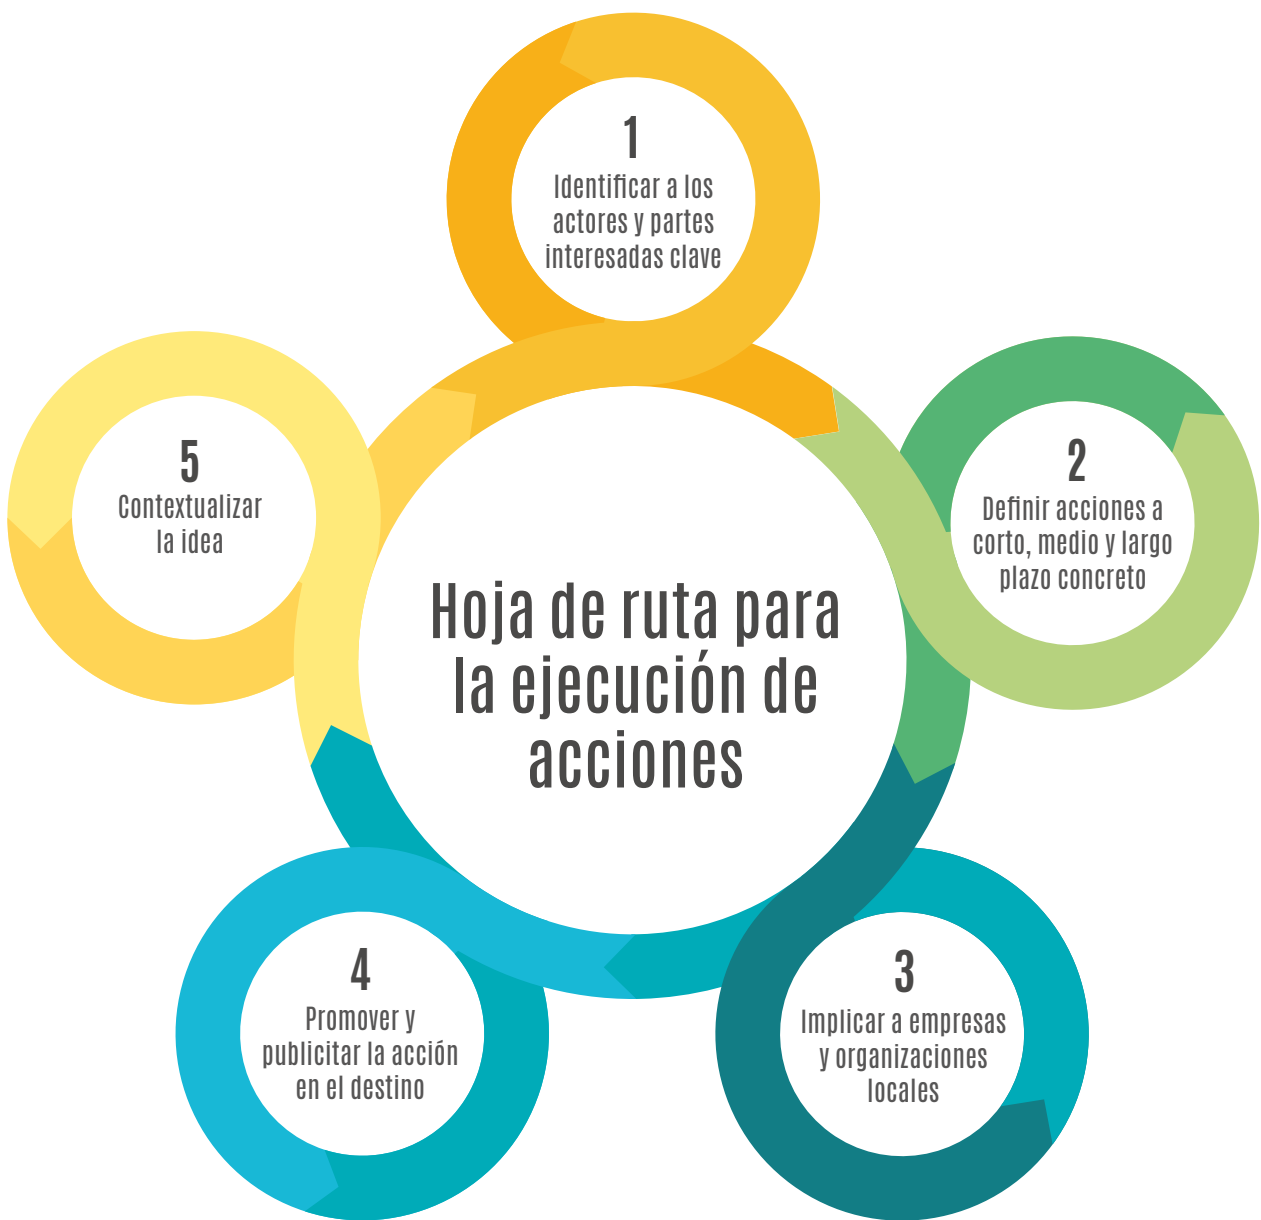 1
Identificar a los
actores y partes
interesadas clave
2
Definir acciones a
corto, medio y largo
plazo concreto
5
Contextualizar
la idea
Hoja de ruta para
la ejecución de
acciones
3
Implicar a empresas
y organizaciones
locales
4
Promover y
publicitar la acción
en el destino